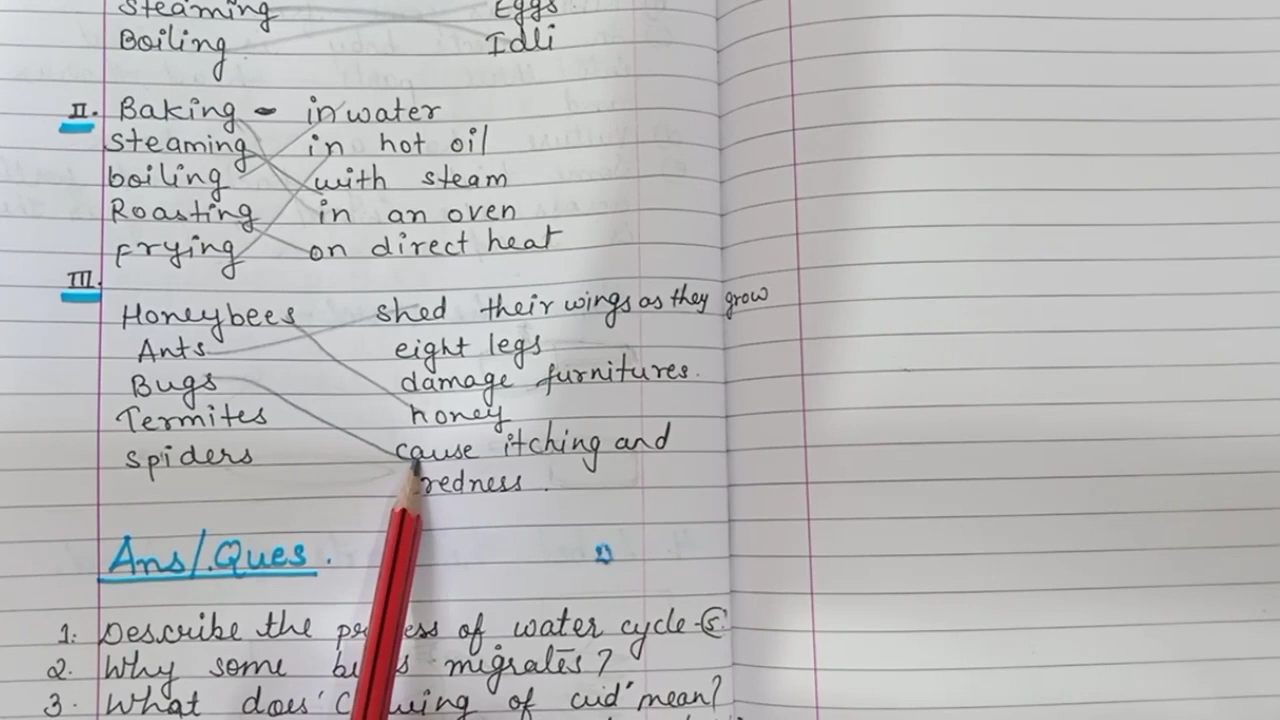 Steaming Eggs.
Boiling Idli
II. Baking - in water
Steaming in hot oil
boiling with steam
Roasting in an oven
frying on direct heat
III.
Honeybees shed their wings as they grow
Ants eight legs
Bugs damage furnitures.
Termites honey
Spiders cause itching and
redness.
Ans/.Ques.
1. Describe the process of water cycle-⑤
2. Why some migrates?
3. What does' of cud' mean?